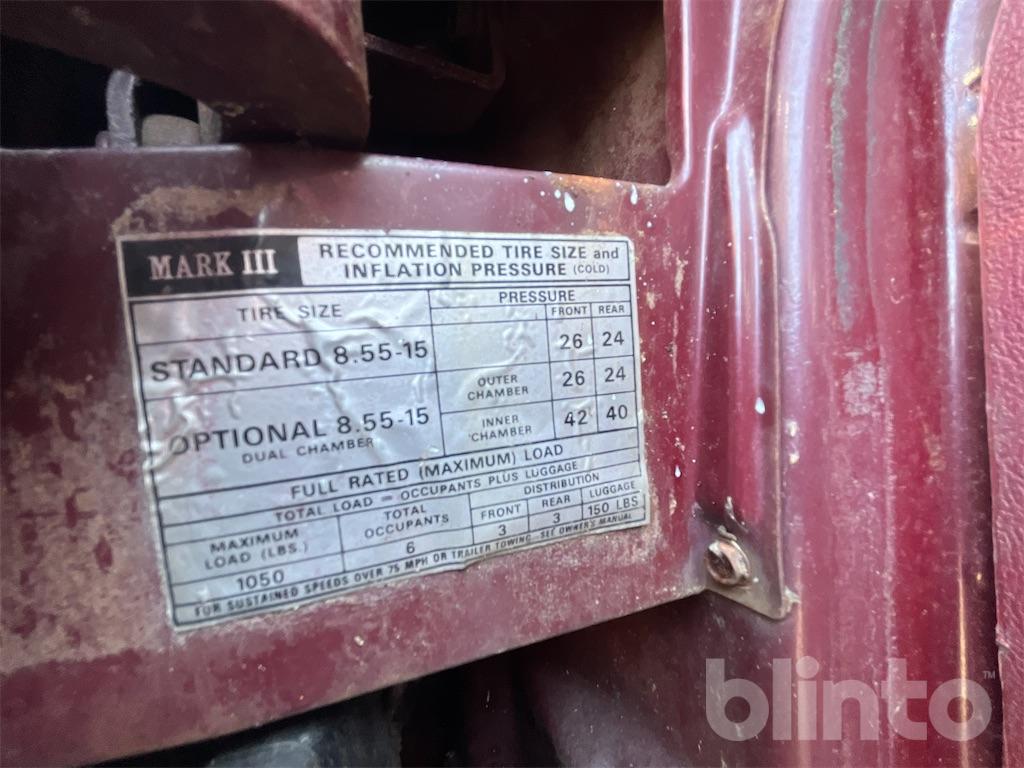 MARK III
RECOMMENDED TIRE SIZE and
INFLATION PRESSURE (COLD)
TIRE SIZE
PRESSURE
FRONT REAR
STANDARD 8.55-15
26 24
OPTIONAL 8.55-15
DUAL CHAMBER
OUTER
CHAMBER
26 24
INNER
CHAMBER
42 40
FULL RATED (MAXIMUM) LOAD
TOTAL LOAD = OCCUPANTS PLUS LUGGAGE
MAXIMUM
LOAD (LBS.)
TOTAL
OCCUPANTS
DISTRIBUTION
FRONT REAR LUGGAGE
1050 6 3 3 150 LBS
FOR SUSTAINED SPEEDS OVER 75 MPH OR TRAILER TOWING SEE OWNER'S MANUAL
blinto™